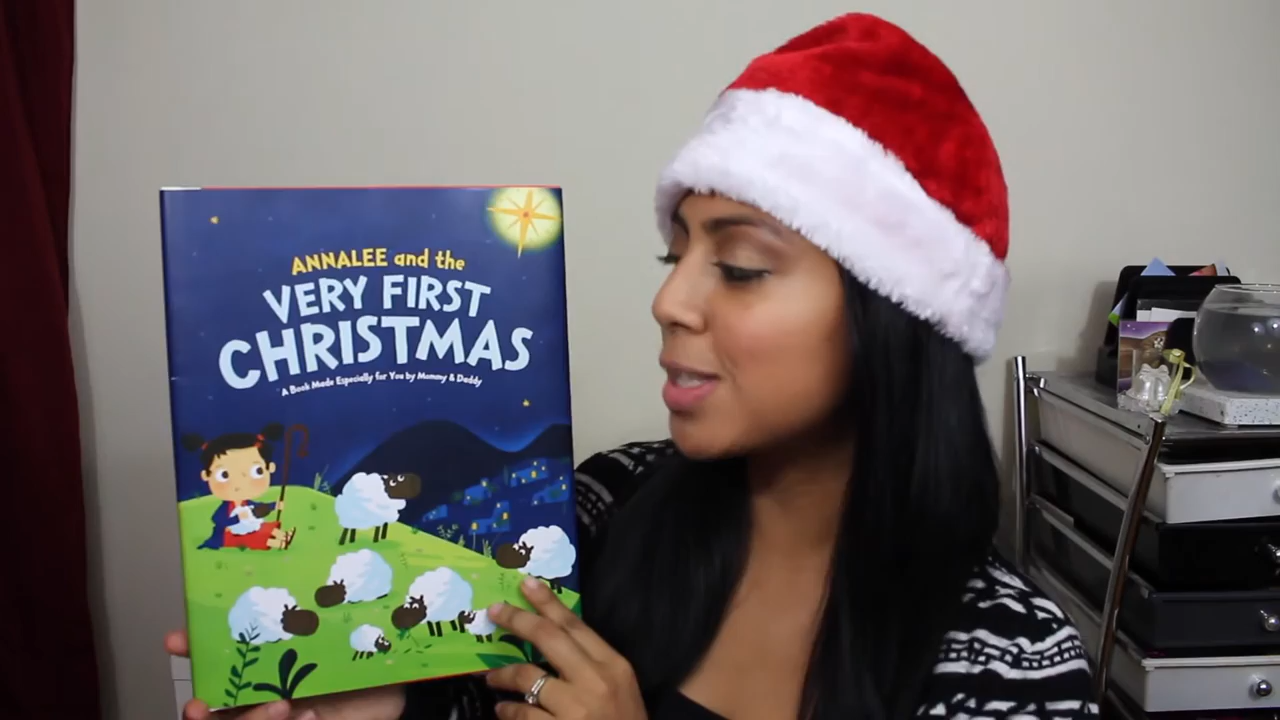 ANNALEE and the
VERY FIRST
CHRISTMAS
A Book Made Especially for You by Mommy & Daddy